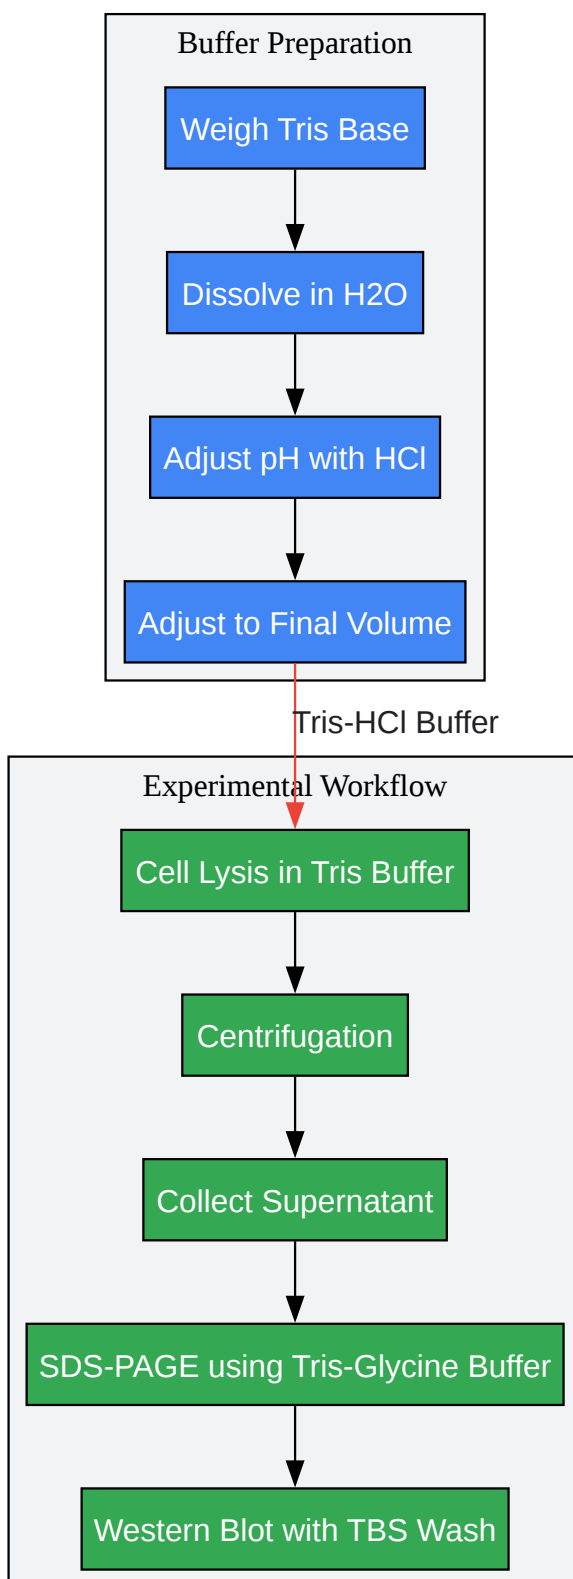 Buffer Preparation
Weigh Tris Base
Dissolve in H2O
Adjust pH with HCl
Adjust to Final Volume
Tris-HCl Buffer
Experimental Workflow
Cell Lysis in Tris Buffer
Centrifugation
Collect Supernatant
SDS-PAGE using Tris-Glycine Buffer
Western Blot with TBS Wash